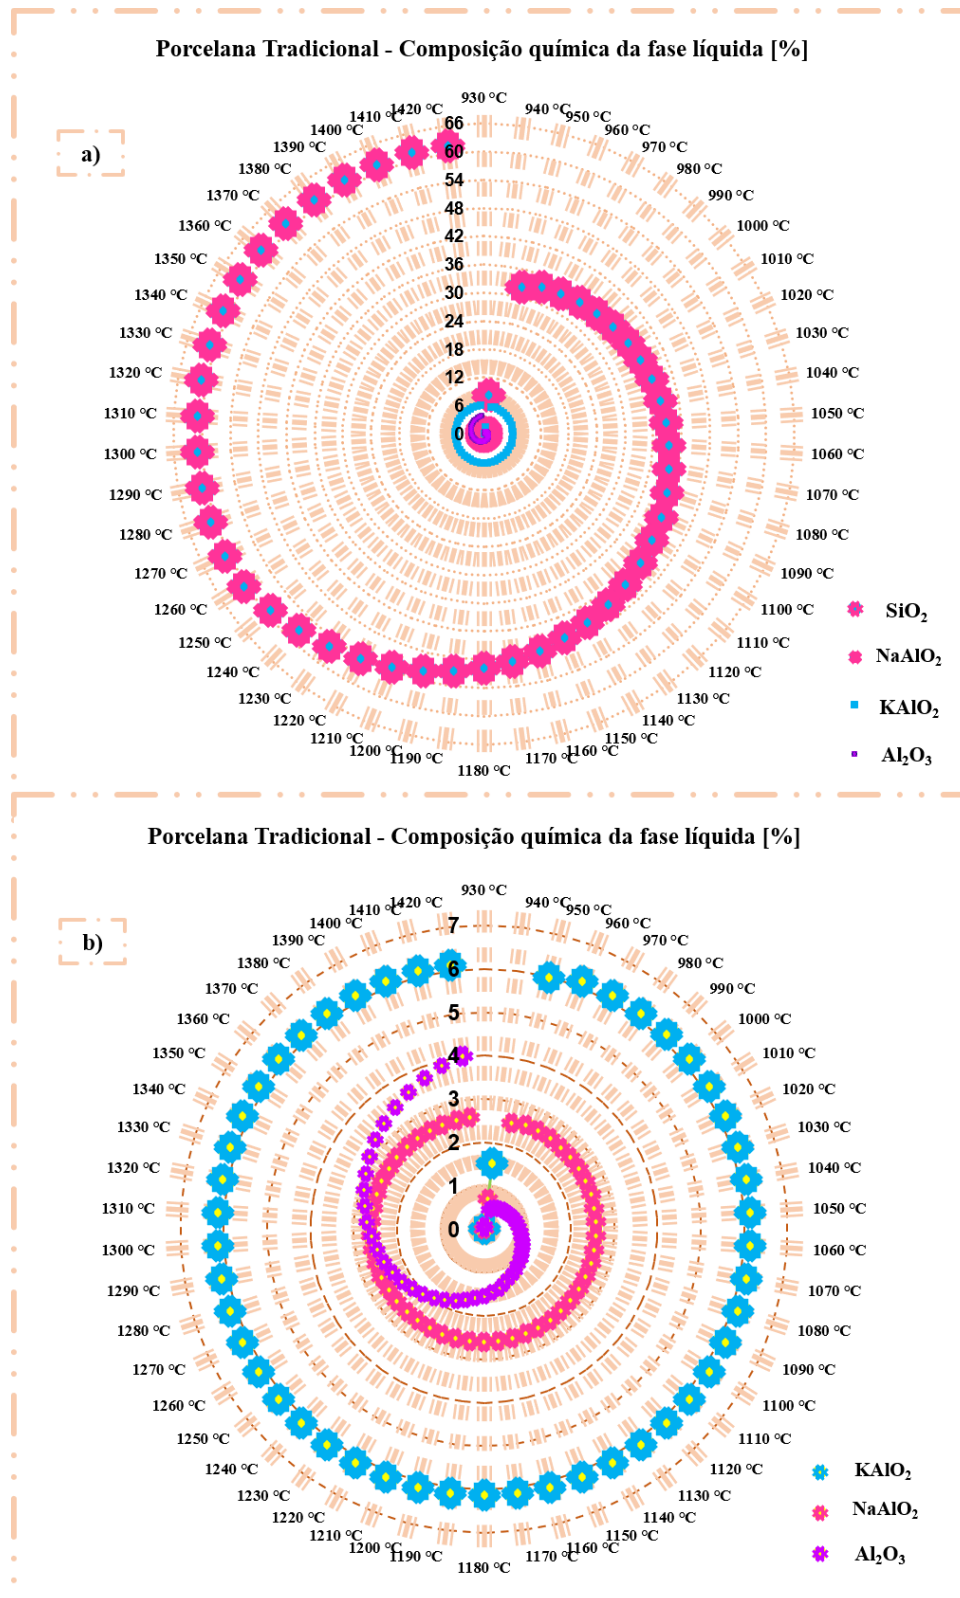 Porcelana Tradicional - Composição química da fase líquida [%]
a)
930 °C
940 °C
950 °C
960 °C
970 °C
980 °C
990 °C
1000 °C
1010 °C
1020 °C
1030 °C
1040 °C
1050 °C
1060 °C
1070 °C
1080 °C
1090 °C
1100 °C
1110 °C
1120 °C
1130 °C
1140 °C
1150 °C
1160 °C
1170 °C
1180 °C
1190 °C
1200 °C
1210 °C
1220 °C
1230 °C
1240 °C
1250 °C
1260 °C
1270 °C
1280 °C
1290 °C
1300 °C
1310 °C
1320 °C
1330 °C
1340 °C
1350 °C
1360 °C
1370 °C
1380 °C
1390 °C
1400 °C
1410 °C
1420 °C
66
60
54
48
42
36
30
24
18
12
6
0
SiO₂
NaAlO₂
KAlO₂
Al₂O₃
Porcelana Tradicional - Composição química da fase líquida [%]
b)
930 °C
940 °C
950 °C
960 °C
970 °C
980 °C
990 °C
1000 °C
1010 °C
1020 °C
1030 °C
1040 °C
1050 °C
1060 °C
1070 °C
1080 °C
1090 °C
1100 °C
1110 °C
1120 °C
1130 °C
1140 °C
1150 °C
1160 °C
1170 °C
1180 °C
1190 °C
1200 °C
1210 °C
1220 °C
1230 °C
1240 °C
1250 °C
1260 °C
1270 °C
1280 °C
1290 °C
1300 °C
1310 °C
1320 °C
1330 °C
1340 °C
1350 °C
1360 °C
1370 °C
1380 °C
1390 °C
1400 °C
1410 °C
1420 °C
7
6
5
4
3
2
1
0
KAlO₂
NaAlO₂
Al₂O₃